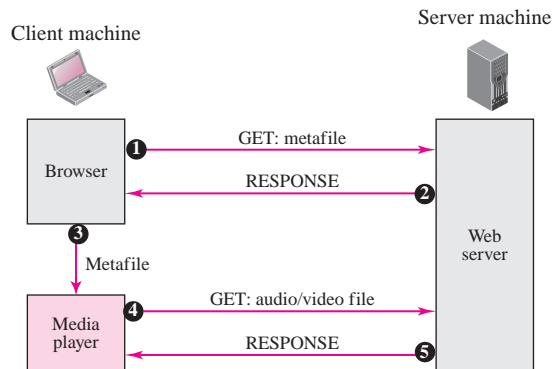 Server machine
Client machine
1
GET: metafile
Browser
RESPONSE
2
3
Web
server
Metafile
4
GET: audio/video file
Media
player
RESPONSE
5